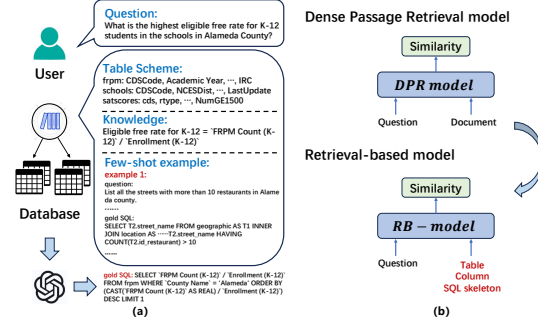 Question:
What is the highest eligible free rate for K-12
students in the schools in Alameda County?
User
Table Scheme:
frpm: CDSCode, Academic Year, ···, IRC
schools: CDSCode, NCESDist, ···, LastUpdate
satscores: cds, rtype, ···, NumGE1500
Knowledge:
Eligible free rate for K-12 = `FRPM Count (K-
12)` / `Enrollment (K-12)`
Few-shot example:
example 1:
question:
List all the streets with more than 10 restaurants in Alame
da county.
······
gold SQL:
SELECT T2.street_name FROM geographic AS T1 INNER
JOIN location AS ······T2.street_name HAVING
COUNT(T2.id_restaurant) > 10
······
Database
gold SQL: SELECT `FRPM Count (K-12)` / `Enrollment (K-12)`
FROM frpm WHERE `County Name` = 'Alameda' ORDER BY
(CAST(`FRPM Count (K-12)` AS REAL) / `Enrollment (K-12)`)
DESC LIMIT 1
(a)
Dense Passage Retrieval model
Similarity
DPR model
Question
Document
Retrieval-based model
Similarity
RB − model
Question
Table
Column
SQL skeleton
(b)